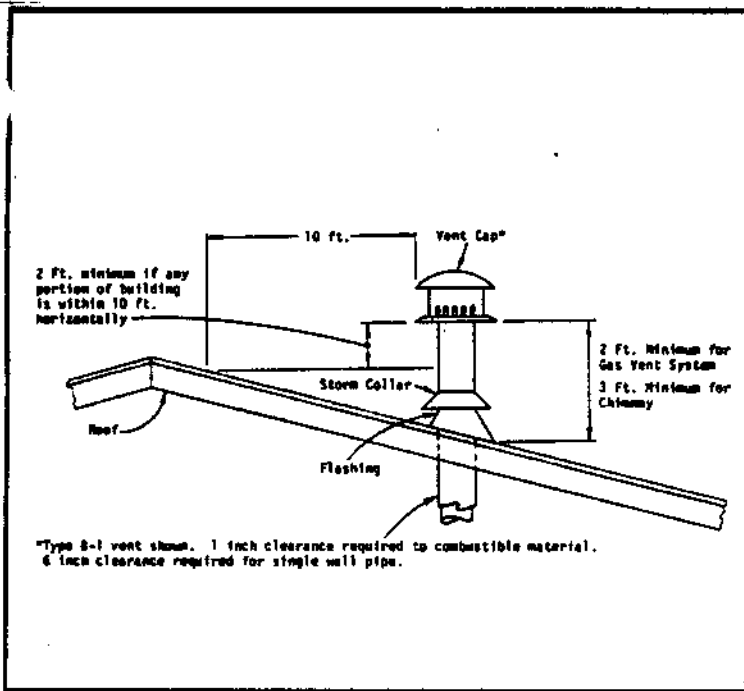 10 ft.
Vent Cap*
2 Ft. minimum if any
portion of building
is within 10 ft.
horizontally
2 Ft. Minimum for
Gas Vent System
3 Ft. Minimum for
Chimney
Storm Collar
Roof
Flashing
*Type B-1 vent shown. 1 inch clearance required to combustible material.
6 inch clearance required for single wall pipe.